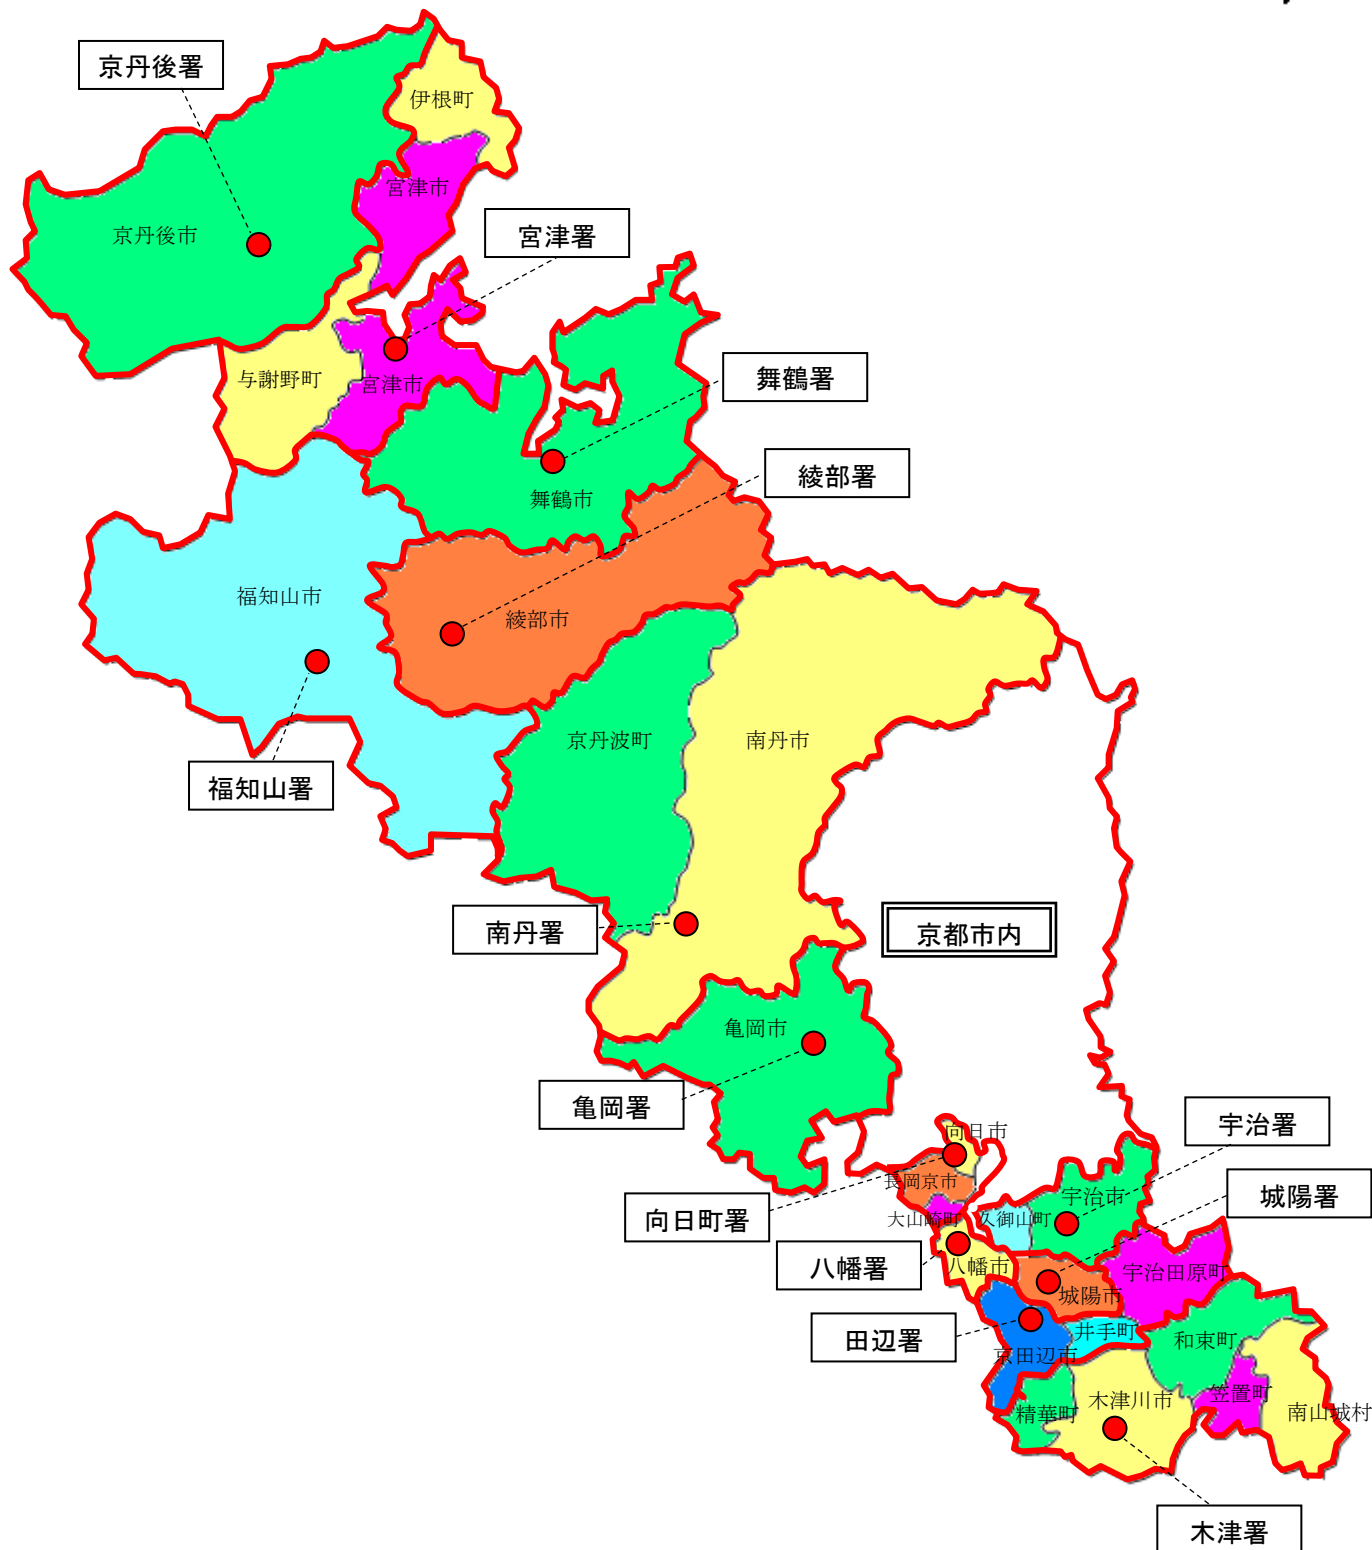 京丹後署
伊根町
宮津市
京丹後市
宮津署
与謝野町
宮津市
舞鶴署
綾部署
舞鶴市
福知山市
綾部市
京丹波町
南丹市
福知山署
南丹署
京都市内
亀岡市
亀岡署
宇治署
向日市
長岡京市
宇治市
城陽署
向日町署
大山崎町
久御山町
八幡署
八幡市
宇治田原町
城陽市
田辺署
井手町
和束町
京田辺市
笠置町
木津川市
精華町
南山城村
木津署